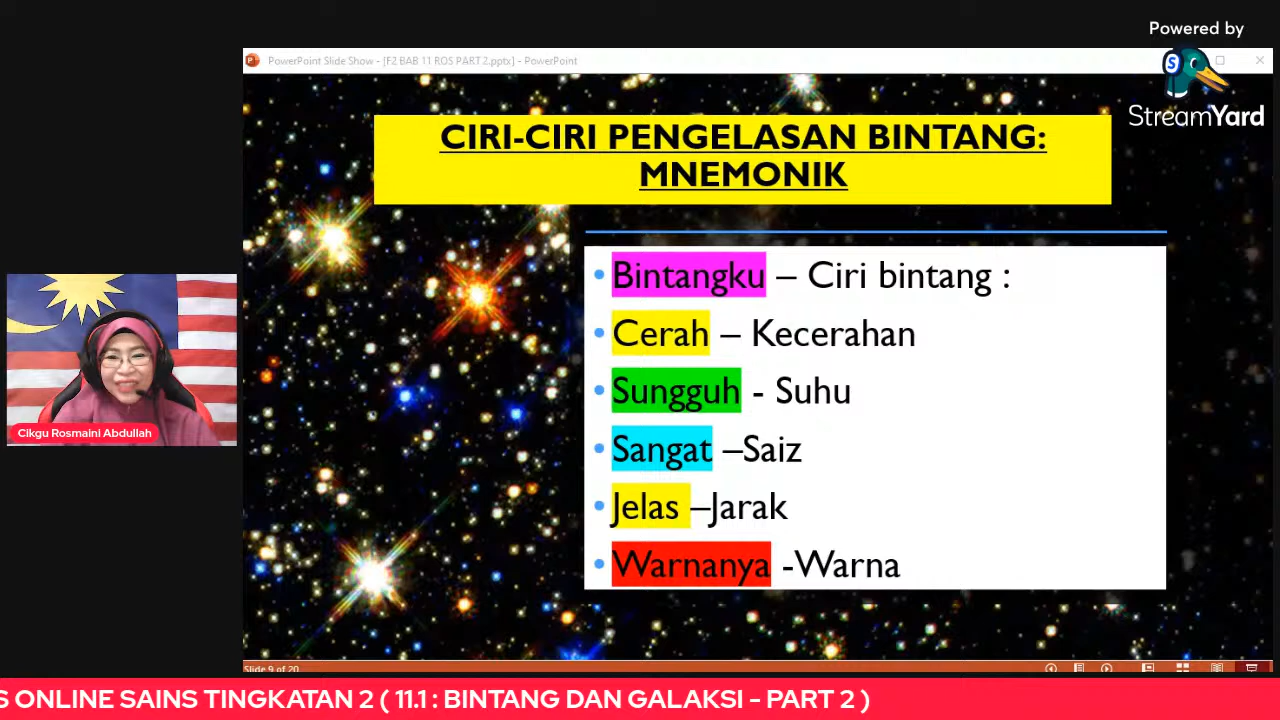 Powered by
StreamYard
PowerPoint Slide Show - [F2 BAB 11 ROS PART 2.pptx] - PowerPoint
CIRI-CIRI PENGELASAN BINTANG:
MNEMONIK
• Bintangku – Ciri bintang :
• Cerah – Kecerahan
• Sungguh - Suhu
• Sangat –Saiz
• Jelas –Jarak
• Warnanya -Warna
Cikgu Rosmaini Abdullah
Slide 9 of 20
S ONLINE SAINS TINGKATAN 2 ( 11.1 : BINTANG DAN GALAKSI - PART 2 )